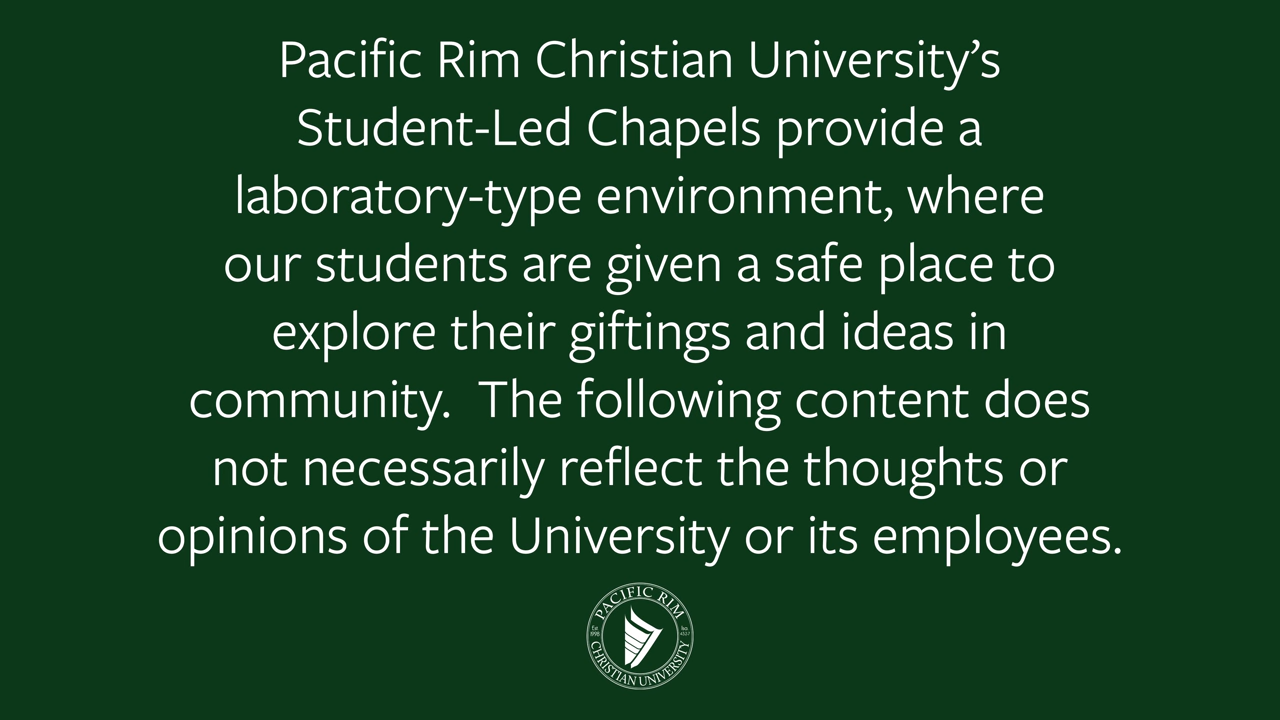 Pacific Rim Christian University’s
Student-Led Chapels provide a
laboratory-type environment, where
our students are given a safe place to
explore their giftings and ideas in
community.  The following content does
not necessarily reflect the thoughts or
opinions of the University or its employees.
PACIFIC RIM
CHRISTIAN UNIVERSITY